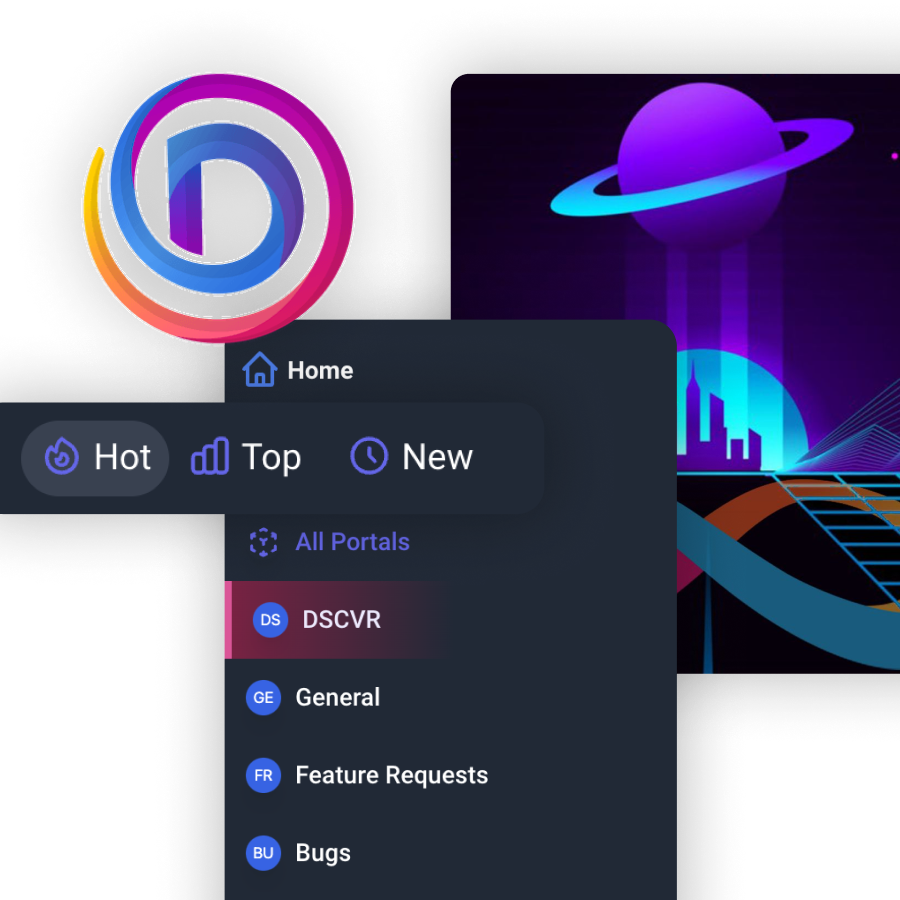 Home
Hot Top New
All Portals
DS DSCVR
GE General
FR Feature Requests
BU Bugs